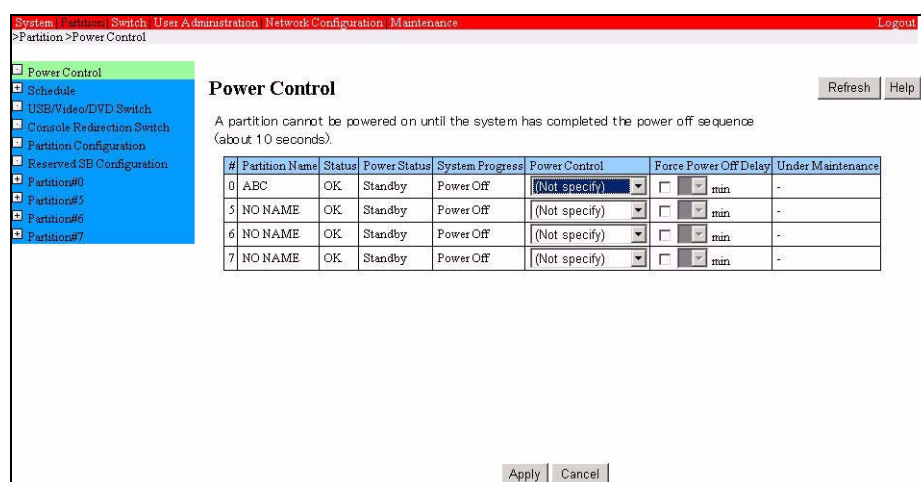 System | Partition | Switch | User Administration | Network Configuration | Maintenance Logout
>Partition >Power Control
Power Control
Schedule
USB/Video/DVD Switch
Console Redirection Switch
Partition Configuration
Reserved SB Configuration
Partition#0
Partition#5
Partition#6
Partition#7
Power Control
Refresh Help
A partition cannot be powered on until the system has completed the power off sequence
(about 10 seconds).
# Partition Name Status Power Status System Progress Power Control Force Power Off Delay Under Maintenance
0 ABC OK Standby Power Off (Not specify) min -
5 NO NAME OK Standby Power Off (Not specify) min -
6 NO NAME OK Standby Power Off (Not specify) min -
7 NO NAME OK Standby Power Off (Not specify) min -
Apply Cancel